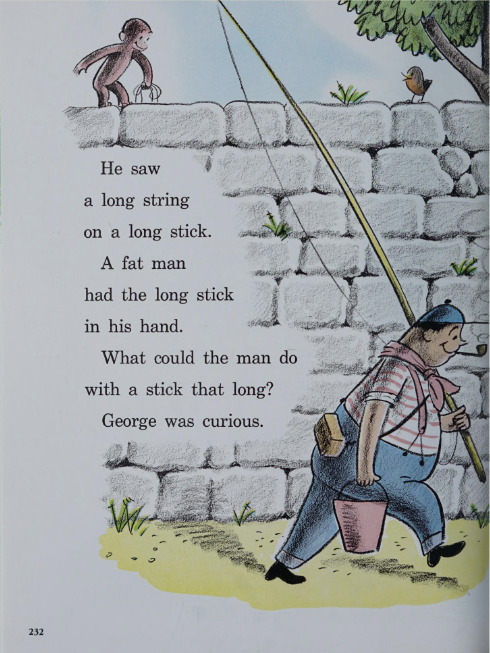 He saw
a long string
on a long stick.
A fat man
had the long stick
in his hand.
What could the man do
with a stick that long?
George was curious.
232